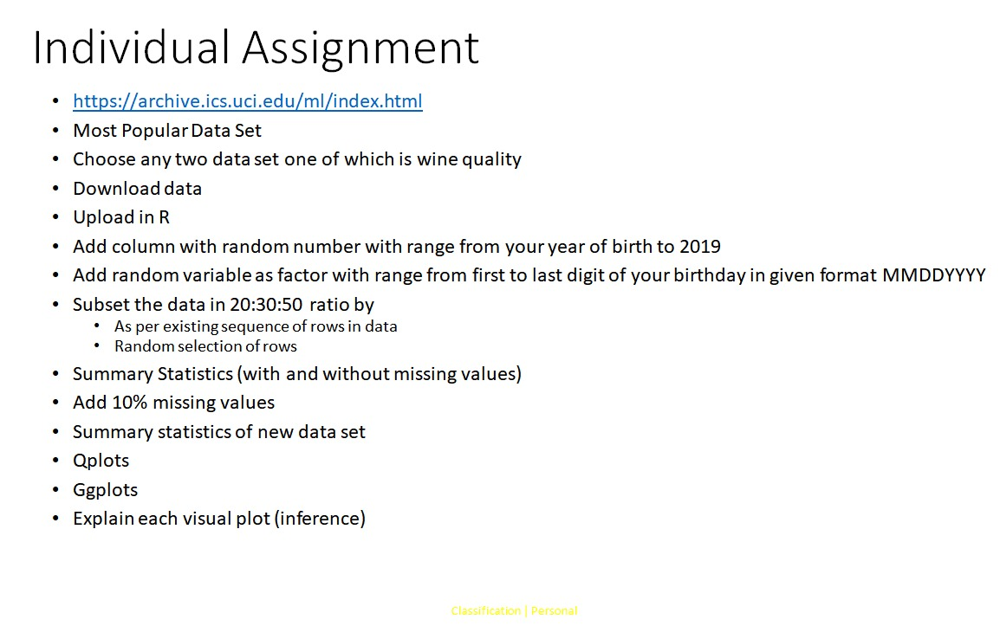 Individual Assignment
• https://archive.ics.uci.edu/ml/index.html
• Most Popular Data Set
• Choose any two data set one of which is wine quality
• Download data
• Upload in R
• Add column with random number with range from your year of birth to 2019
• Add random variable as factor with range from first to last digit of your birthday in given format MMDDYYYY
• Subset the data in 20:30:50 ratio by
• As per existing sequence of rows in data
• Random selection of rows
• Summary Statistics (with and without missing values)
• Add 10% missing values
• Summary statistics of new data set
• Qplots
• Ggplots
• Explain each visual plot (inference)
Classification | Personal